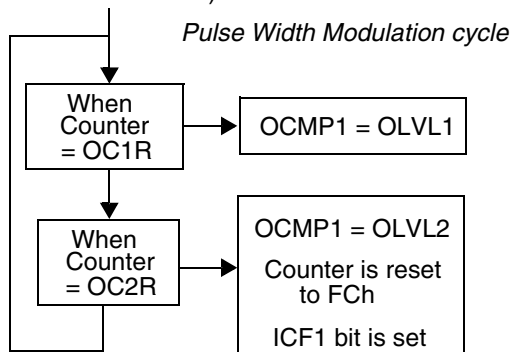 Pulse Width Modulation cycle
When
Counter
= OC1R
OCMP1 = OLVL1
When
Counter
= OC2R
OCMP1 = OLVL2
Counter is reset
to FCh
ICF1 bit is set